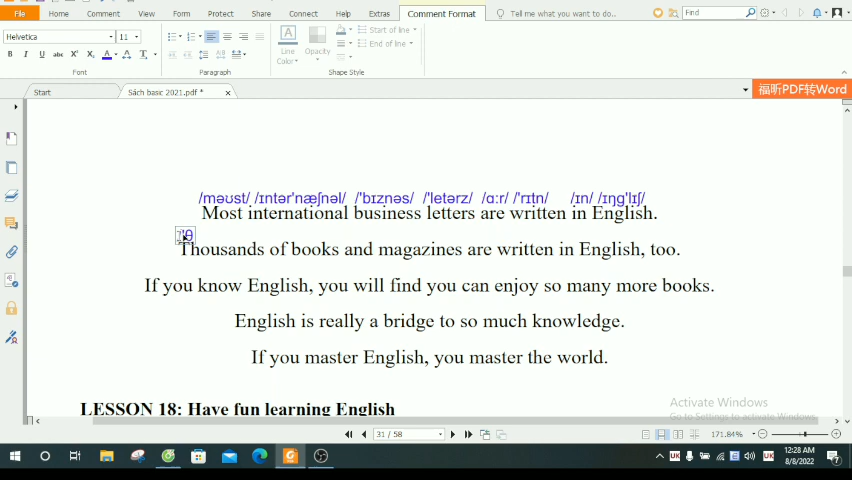 File Home Comment View Form Protect Share Connect Help Extras Comment Format Tell me what you want to do... Find
Helvetica 11 Start of line
End of line
B I U abc X² X₂ A A T
Line Color Opacity
Font Paragraph Shape Style
Start Sách basic 2021.pdf * 福昕PDF转Word
/məʊst/ /ɪntər'næʃnəl/ /'bɪznəs/ /'letərz/ /ɑːr/ /'rɪtn/ /ɪn/ /ɪŋg'lɪʃ/
Most international business letters are written in English.
/'θ
Thousands of books and magazines are written in English, too.
If you know English, you will find you can enjoy so many more books.
English is really a bridge to so much knowledge.
If you master English, you master the world.
LESSON 18: Have fun learning English
Activate Windows
Go to Settings to activate Windows.
31 / 58 171.84%
UK UK 12:28 AM
8/8/2022